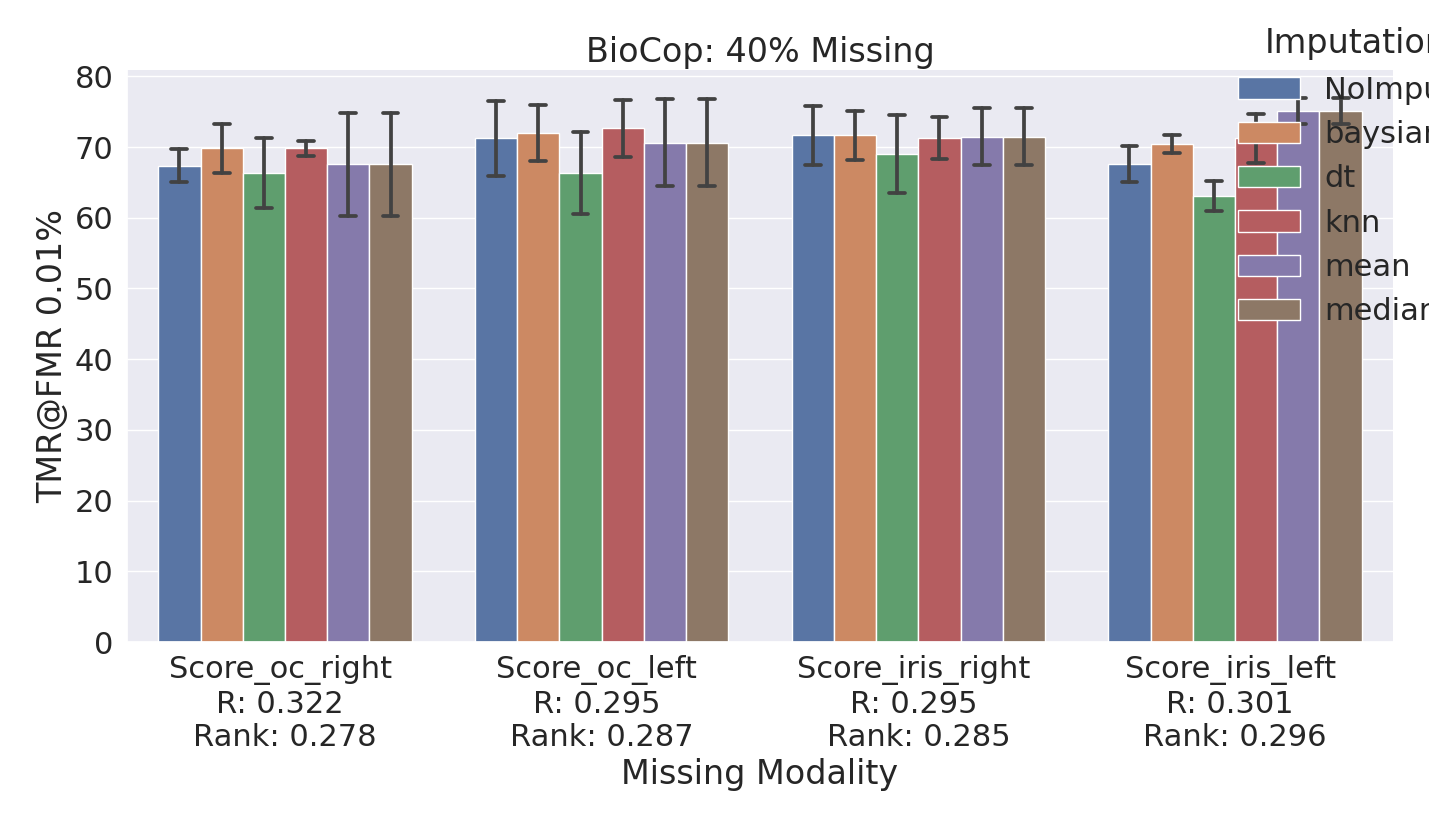 BioCop: 40% Missing
Imputation
NoImpu
baysian
dt
knn
mean
median
TMR@FMR 0.01%
80
70
60
50
40
30
20
10
0
Score_oc_right
R: 0.322
Rank: 0.278
Score_oc_left
R: 0.295
Rank: 0.287
Score_iris_right
R: 0.295
Rank: 0.285
Score_iris_left
R: 0.301
Rank: 0.296
Missing Modality